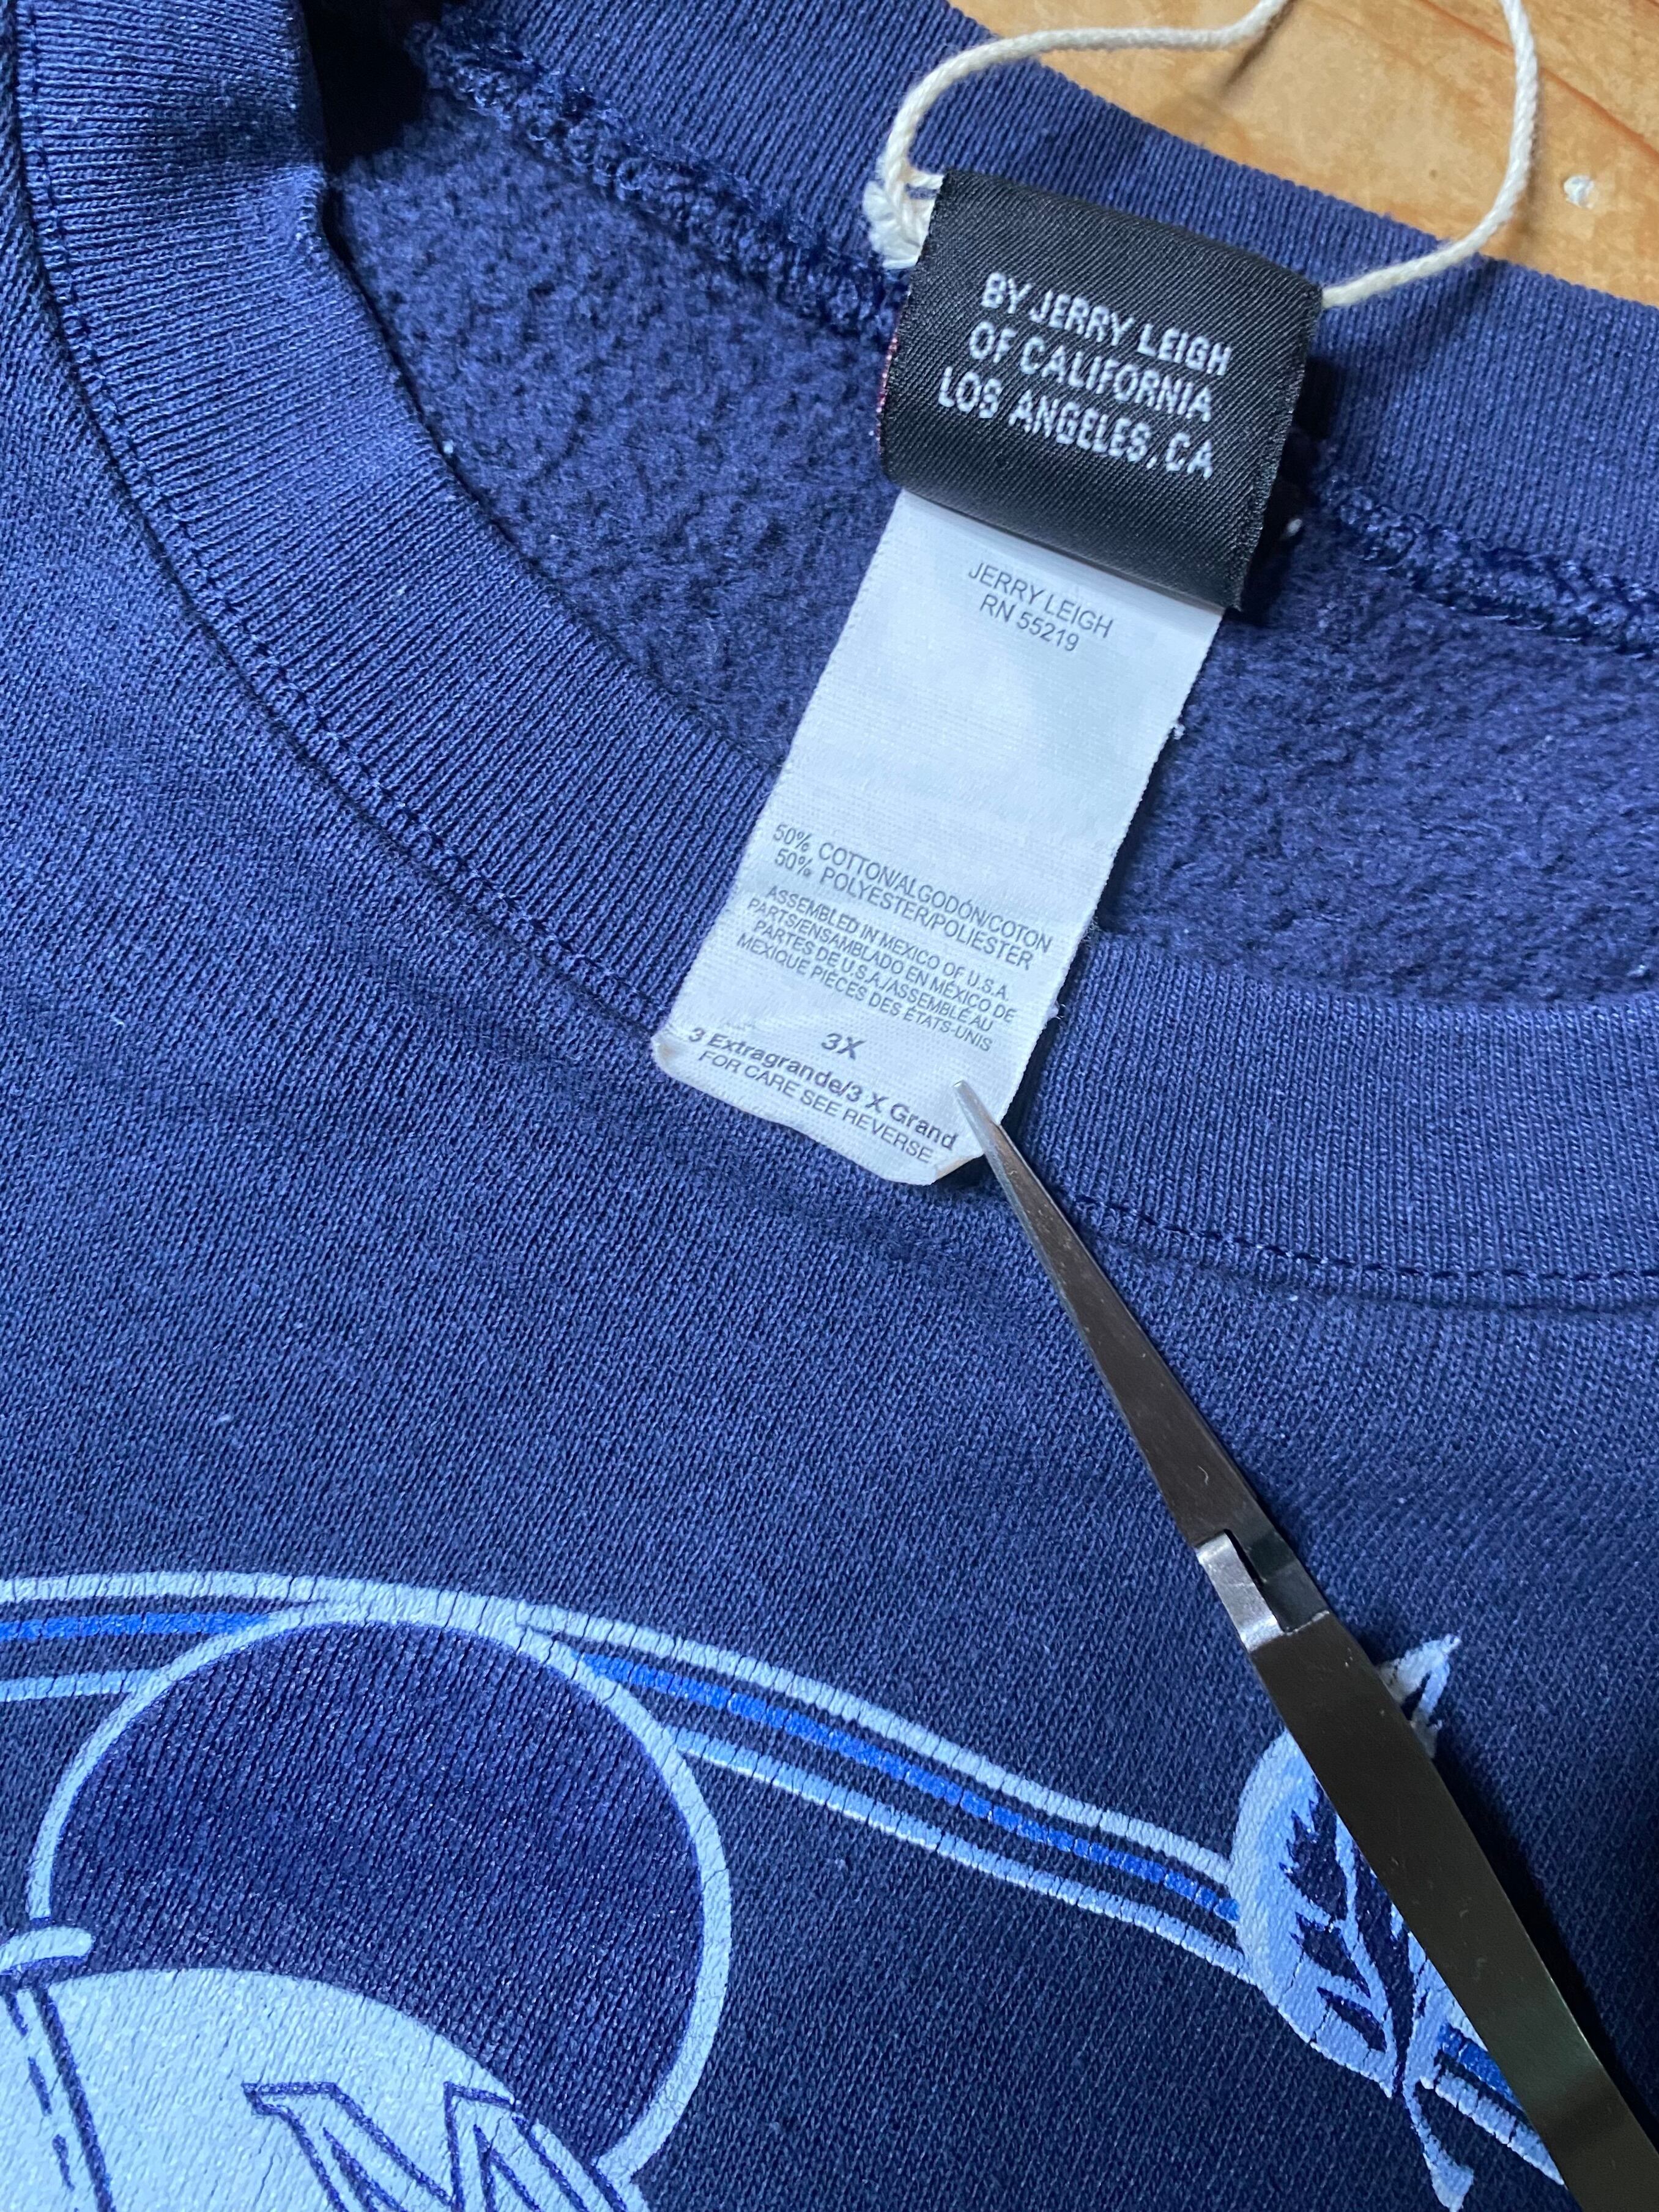 BY JERRY LEIGH
OF CALIFORNIA
LOS ANGELES, CA
JERRY LEIGH
RN 55219
50% COTTON/ALGODÓN/COTON
50% POLYESTER/POLIESTER
ASSEMBLED IN MEXICO OF U.S.A.
PARTS/ENSAMBLADO EN MÉXICO DE
PARTES DE U.S.A./ASSEMBLÉ AU
MEXIQUE PIÈCES DES ÉTATS-UNIS
3X
3 Extragrande/3 X Grand
FOR CARE SEE REVERSE
M